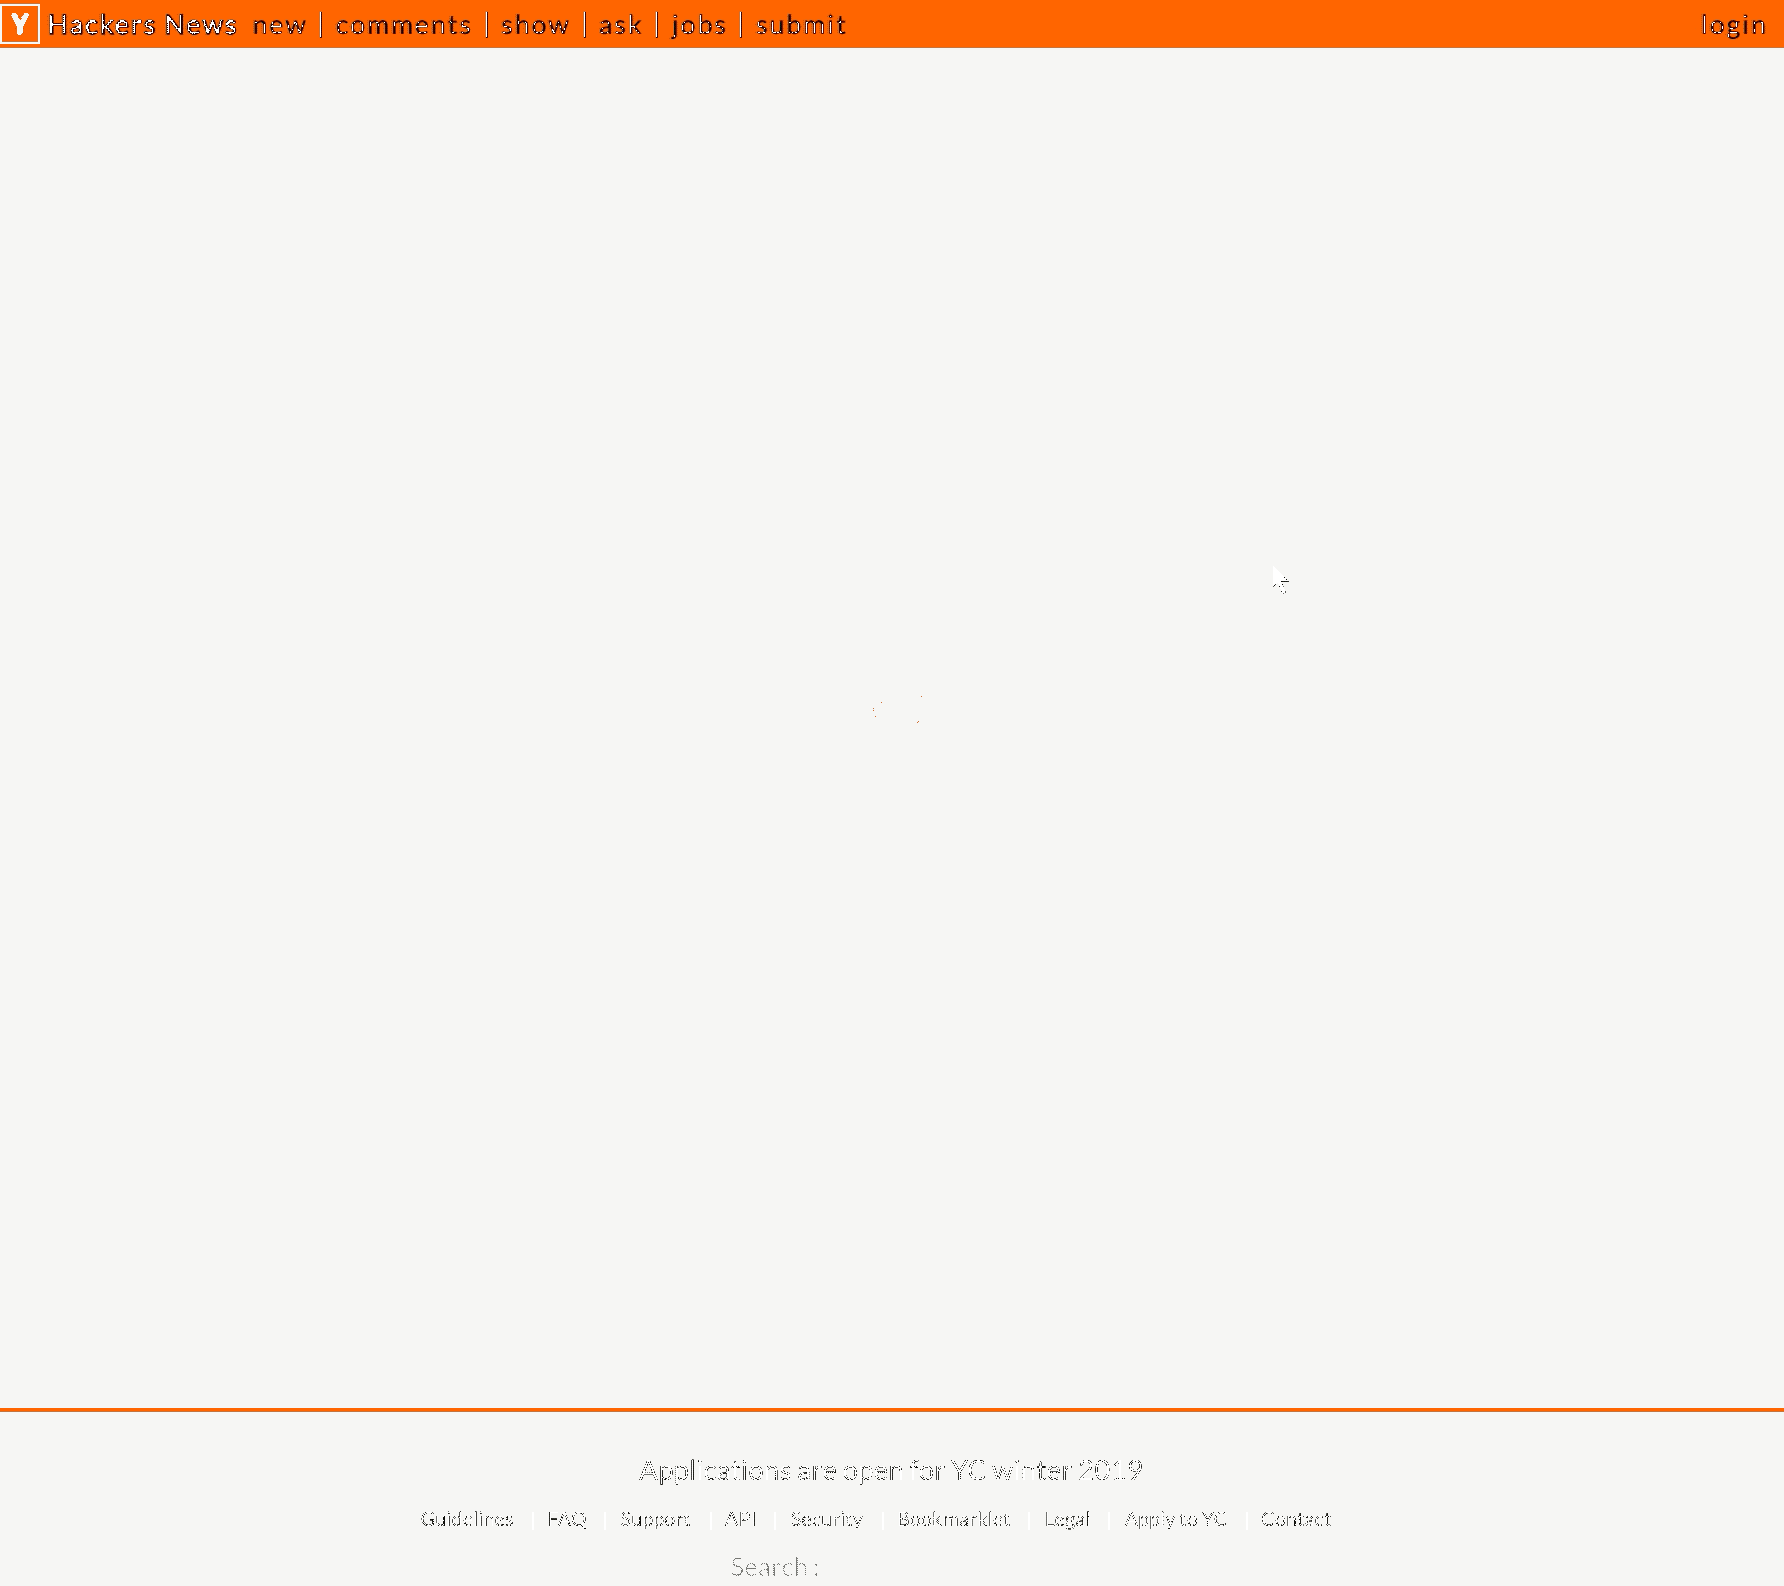 Y Hackers News new | comments | show | ask | jobs | submit login
Applications are open for YC winter 2019
Guidelines | FAQ | Support | API | Security | Bookmarklet | Legal | Apply to YC | Contact
Search :